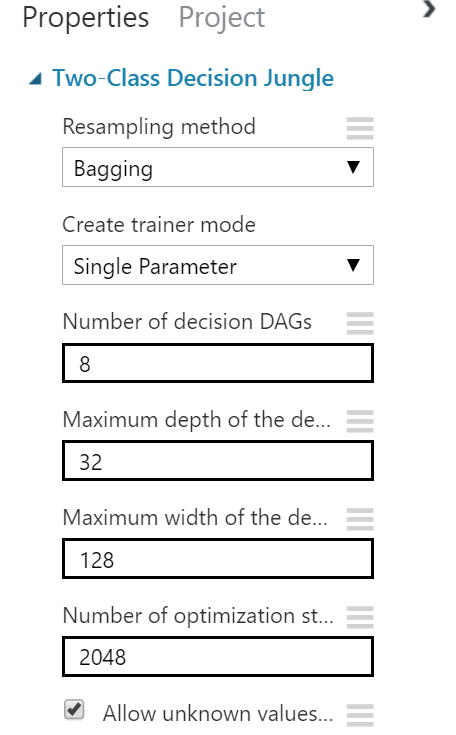 Properties Project
Two-Class Decision Jungle
Resampling method
Bagging
Create trainer mode
Single Parameter
Number of decision DAGs
8
Maximum depth of the de...
32
Maximum width of the de...
128
Number of optimization st...
2048
Allow unknown values...